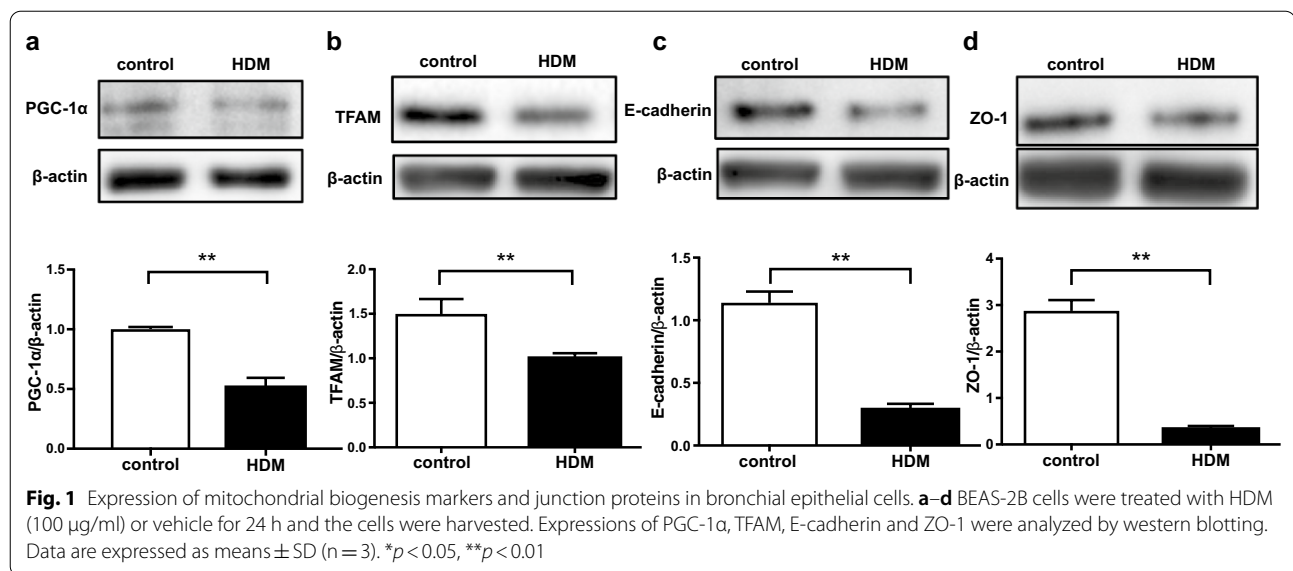 a
b
c
d
control HDM
control HDM
control HDM
control HDM
PGC-1α
TFAM
E-cadherin
ZO-1
β-actin
β-actin
β-actin
β-actin
**
PGC-1α/β-actin
1.5
1.0
0.5
0.0
control HDM
**
TFAM/β-actin
2.0
1.5
1.0
0.5
0.0
control HDM
**
E-cadherin/β-actin
1.5
1.0
0.5
0.0
control HDM
**
ZO-1/β-actin
4
3
2
1
0
control HDM
Fig. 1 Expression of mitochondrial biogenesis markers and junction proteins in bronchial epithelial cells. a–d BEAS-2B cells were treated with HDM
(100 μg/ml) or vehicle for 24 h and the cells were harvested. Expressions of PGC-1α, TFAM, E-cadherin and ZO-1 were analyzed by western blotting.
Data are expressed as means ± SD (n = 3). *p < 0.05, **p < 0.01